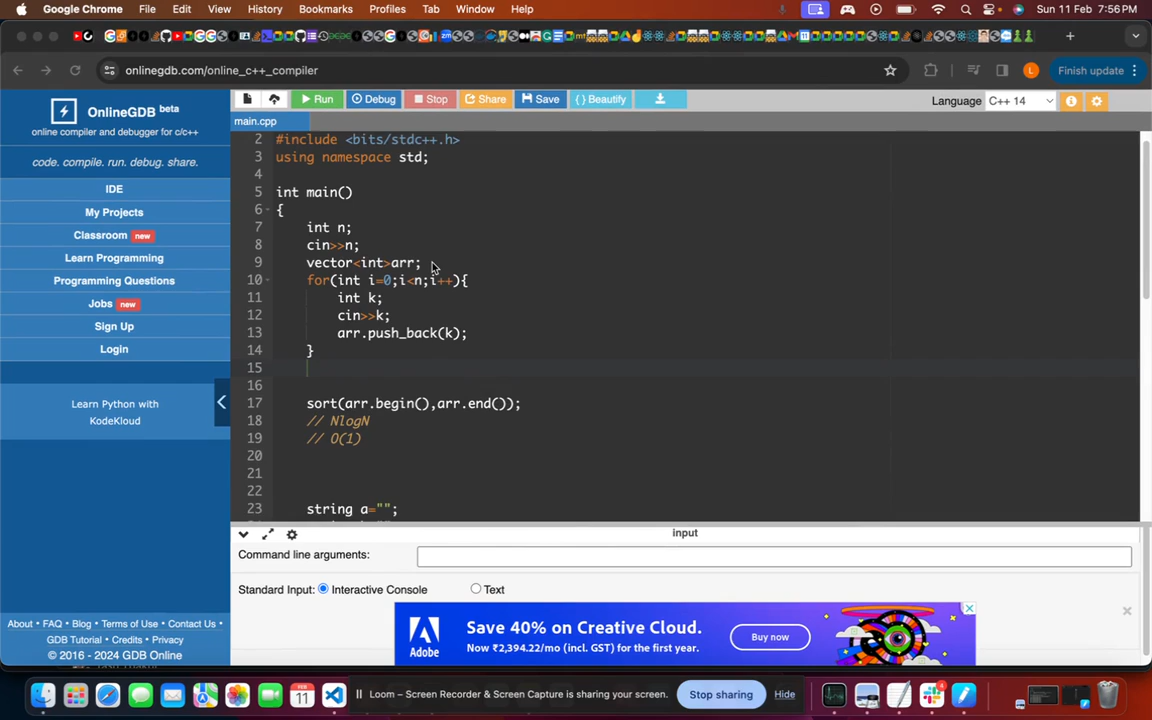 Google Chrome File Edit View History Bookmarks Profiles Tab Window Help Sun 11 Feb 7:56 PM
onlinegdb.com/online_c++_compiler L Finish update
OnlineGDB beta
online compiler and debugger for c/c++
code. compile. run. debug. share.
IDE
My Projects
Classroom new
Learn Programming
Programming Questions
Jobs new
Sign Up
Login
Learn Python with
KodeKloud
About • FAQ • Blog • Terms of Use • Contact Us •
GDB Tutorial • Credits • Privacy
© 2016 - 2024 GDB Online
Run Debug Stop Share Save {} Beautify Language C++ 14
main.cpp
2 #include <bits/stdc++.h>
3 using namespace std;
4
5 int main()
6 {
7 int n;
8 cin>>n;
9 vector<int>arr;
10 for(int i=0;i<n;i++){
11 int k;
12 cin>>k;
13 arr.push_back(k);
14 }
15
16
17 sort(arr.begin(),arr.end());
18 // NlogN
19 // O(1)
20
21
22
23 string a="";
input
Command line arguments:
Standard Input: Interactive Console Text
Adobe
Save 40% on Creative Cloud.
Now ₹2,394.22/mo (incl. GST) for the first year.
Buy now
Loom – Screen Recorder & Screen Capture is sharing your screen. Stop sharing Hide